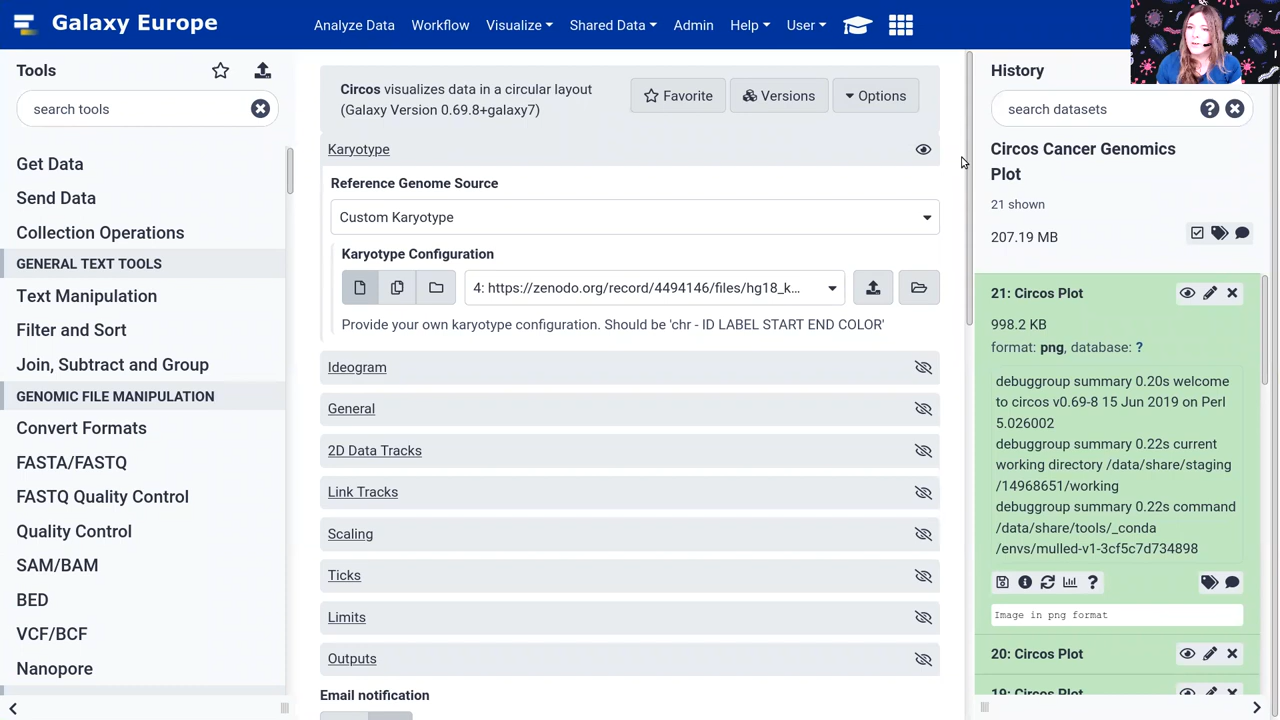 Galaxy Europe
Analyze Data
Workflow
Visualize
Shared Data
Admin
Help
User
Tools
search tools
Get Data
Send Data
Collection Operations
GENERAL TEXT TOOLS
Text Manipulation
Filter and Sort
Join, Subtract and Group
GENOMIC FILE MANIPULATION
Convert Formats
FASTA/FASTQ
FASTQ Quality Control
Quality Control
SAM/BAM
BED
VCF/BCF
Nanopore
Circos visualizes data in a circular layout
(Galaxy Version 0.69.8+galaxy7)
Favorite
Versions
Options
Karyotype
Reference Genome Source
Custom Karyotype
Karyotype Configuration
4: https://zenodo.org/record/4494146/files/hg18_k...
Provide your own karyotype configuration. Should be 'chr - ID LABEL START END COLOR'
Ideogram
General
2D Data Tracks
Link Tracks
Scaling
Ticks
Limits
Outputs
Email notification
History
search datasets
Circos Cancer Genomics
Plot
21 shown
207.19 MB
21: Circos Plot
998.2 KB
format: png, database: ?
debuggroup summary 0.20s welcome
to circos v0.69-8 15 Jun 2019 on Perl
5.026002
debuggroup summary 0.22s current
working directory /data/share/staging
/14968651/working
debuggroup summary 0.22s command
/data/share/tools/_conda
/envs/mulled-v1-3cf5c7d734898
Image in png format
20: Circos Plot
19: Circos Plot